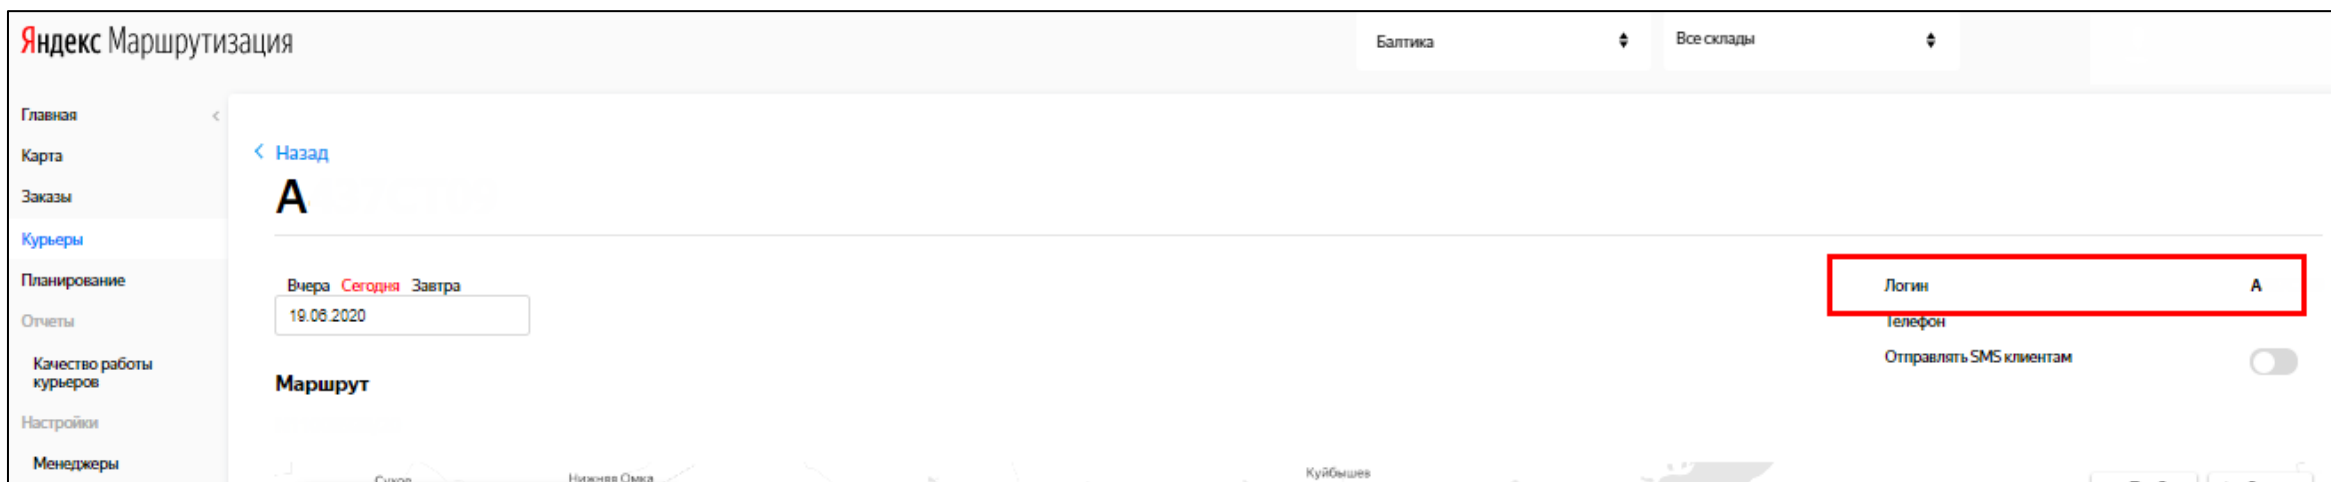 Яндекс Маршрутизация
Балтика
Все склады
Главная
Карта
Заказы
Курьеры
Планирование
Отчеты
Качество работы
курьеров
Настройки
Менеджеры
Назад
А
Вчера Сегодня Завтра
19.06.2020
Логин А
Телефон
Отправлять SMS клиентам
Маршрут
Нижняя Омка
Куйбышев